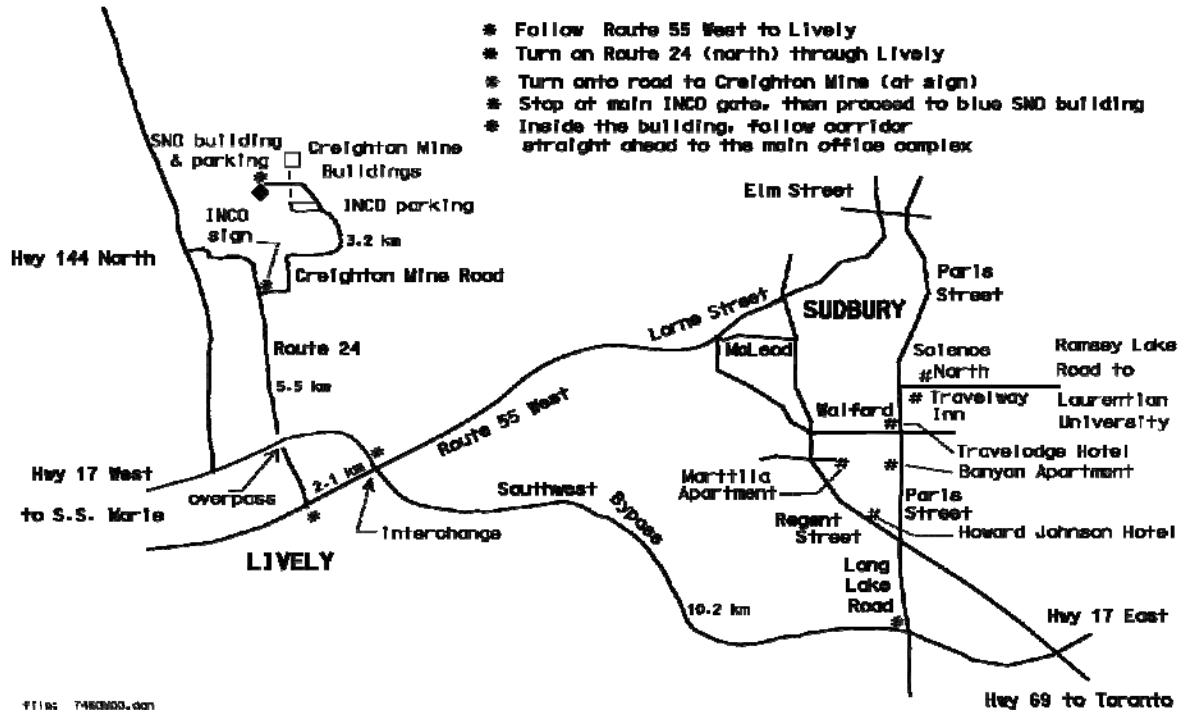 * Follow Route 55 West to Lively
* Turn on Route 24 (north) through Lively
* Turn onto road to Creighton Mine (at sign)
* Stop at main INCO gate, then proceed to blue SNO building
* Inside the building, follow corridor
straight ahead to the main office complex
SNO building
& parking
Creighton Mine
Buildings
INCO parking
INCO
sign
3.2 km
Hwy 144 North
Creighton Mine Road
Elm Street
Paris
Street
Lorne Street
SUDBURY
McLeod
Route 24
5.5 km
Science
North
Ramsey Lake
Road to
Laurentian
University
Travelway
Inn
Walford
Route 55 West
Travelodge Hotel
Banyan Apartment
Hwy 17 West
to S.S. Marie
overpass
2.1 km
Southwest
Bypass
Marttila
Apartment
Paris
Street
Regent
Street
Howard Johnson Hotel
interchange
LIVELY
Long
Lake
Road
10.2 km
Hwy 17 East
Hwy 69 to Toronto